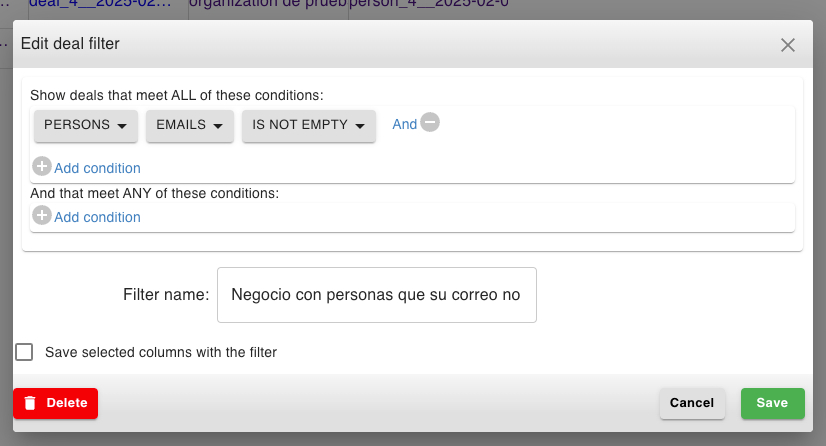 deal_4__2025-02... organización de prueb person_4__2025-02-0
Edit deal filter
Show deals that meet ALL of these conditions:
PERSONS EMAILS IS NOT EMPTY And
Add condition
And that meet ANY of these conditions:
Add condition
Filter name: Negocio con personas que su correo no
Save selected columns with the filter
Delete Cancel Save